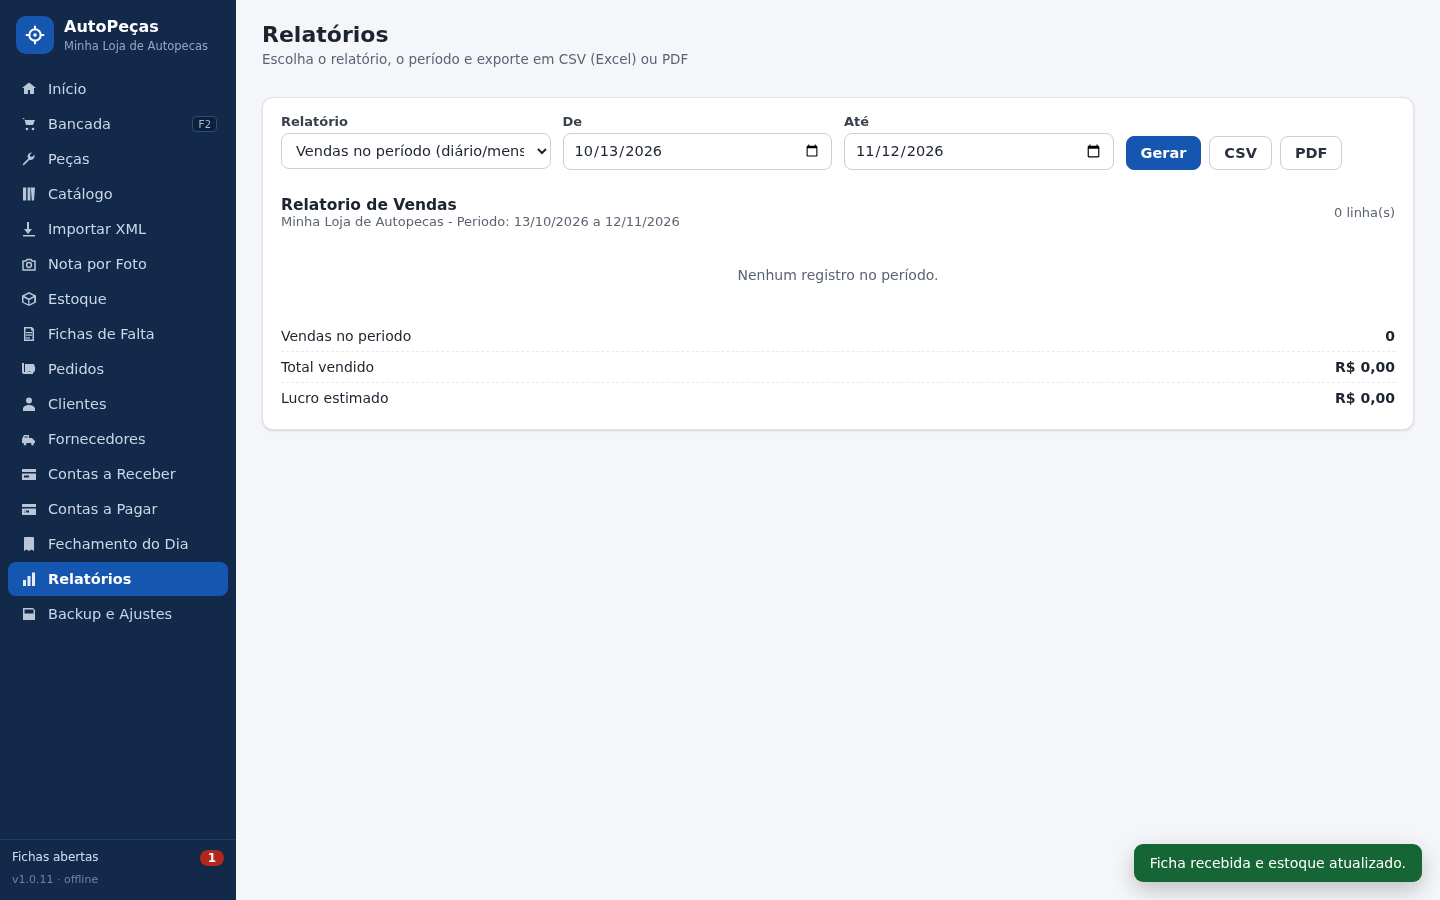 AutoPeças
Minha Loja de Autopecas
Início
Bancada F2
Peças
Catálogo
Importar XML
Nota por Foto
Estoque
Fichas de Falta
Pedidos
Clientes
Fornecedores
Contas a Receber
Contas a Pagar
Fechamento do Dia
Relatórios
Backup e Ajustes
Fichas abertas 1
v1.0.11 · offline
Relatórios
Escolha o relatório, o período e exporte em CSV (Excel) ou PDF
Relatório De Até
Vendas no período (diário/mens 10/13/2026 11/12/2026 Gerar CSV PDF
Relatorio de Vendas
Minha Loja de Autopecas - Periodo: 13/10/2026 a 12/11/2026
0 linha(s)
Nenhum registro no período.
Vendas no periodo 0
Total vendido R$ 0,00
Lucro estimado R$ 0,00
Ficha recebida e estoque atualizado.